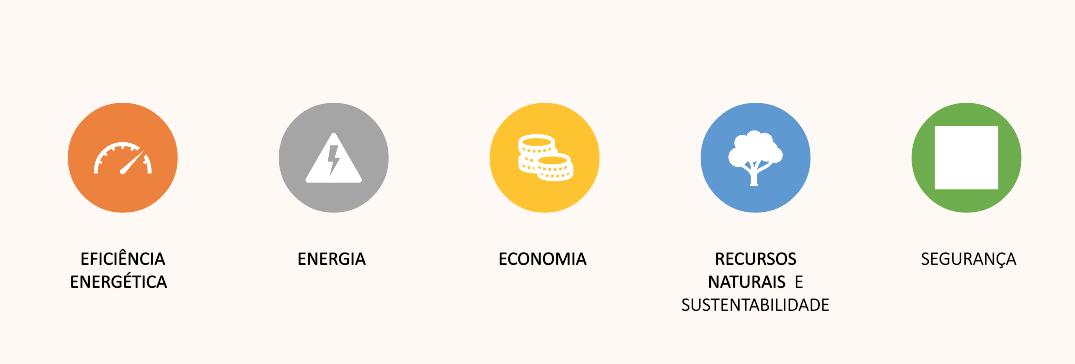 EFICIÊNCIA
ENERGÉTICA
ENERGIA
ECONOMIA
RECURSOS
NATURAIS E
SUSTENTABILIDADE
SEGURANÇA